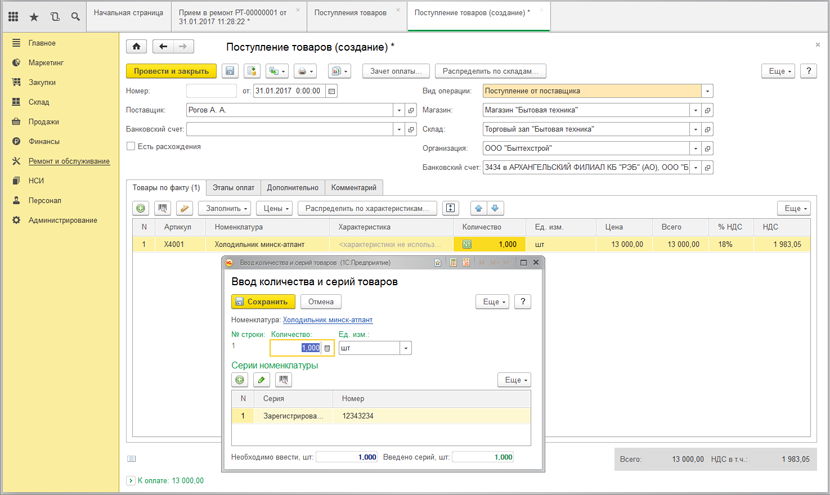 Начальная страница
Прием в ремонт РТ-00000001 от
31.01.2017 11:28:22 *
Поступления товаров
Поступление товаров (создание) *
Главное
Маркетинг
Закупки
Склад
Продажи
Финансы
Ремонт и обслуживание
НСИ
Персонал
Администрирование
Поступление товаров (создание) *
Провести и закрыть
Зачет оплаты...
Распределить по складам...
Еще
?
Номер:
от: 31.01.2017 0:00:00
Вид операции: Поступление от поставщика
Поставщик: Рогов А. А.
Магазин: Магазин "Бытовая техника"
Банковский счет:
Склад: Торговый зал "Бытовая техника"
Есть расхождения
Организация: ООО "Бытгехстрой"
Банковский счет: 3434 в АРХАНГЕЛЬСКИЙ ФИЛИАЛ КБ "РЭБ" (АО), ООО "Б
Товары по факту (1) Этапы оплат Дополнительно Комментарий
Заполнить Цены Распределить по характеристикам... Еще
N Артикул Номенклатура Характеристика Количество Ед. изм. Цена Всего % НДС НДС
1 Х4001 Холодильник минск-атлант <характеристики не использ... 1,000 шт 13 000,00 13 000,00 18% 1 983,05
Ввод количества и серий товаров (1С:Предприятие)
Ввод количества и серий товаров
Сохранить Отмена Еще ?
Номенклатура: Холодильник минск-атлант
№ строки: Количество: Ед. изм.:
1 1,000 шт
Серии номенклатуры
Еще
N Серия Номер
1 Зарегистрирова... 12343234
Необходимо ввести, шт: 1,000 Введено серий, шт: 1,000
Всего: 13 000,00 НДС в т.ч.: 1 983,05
К оплате: 13 000,00